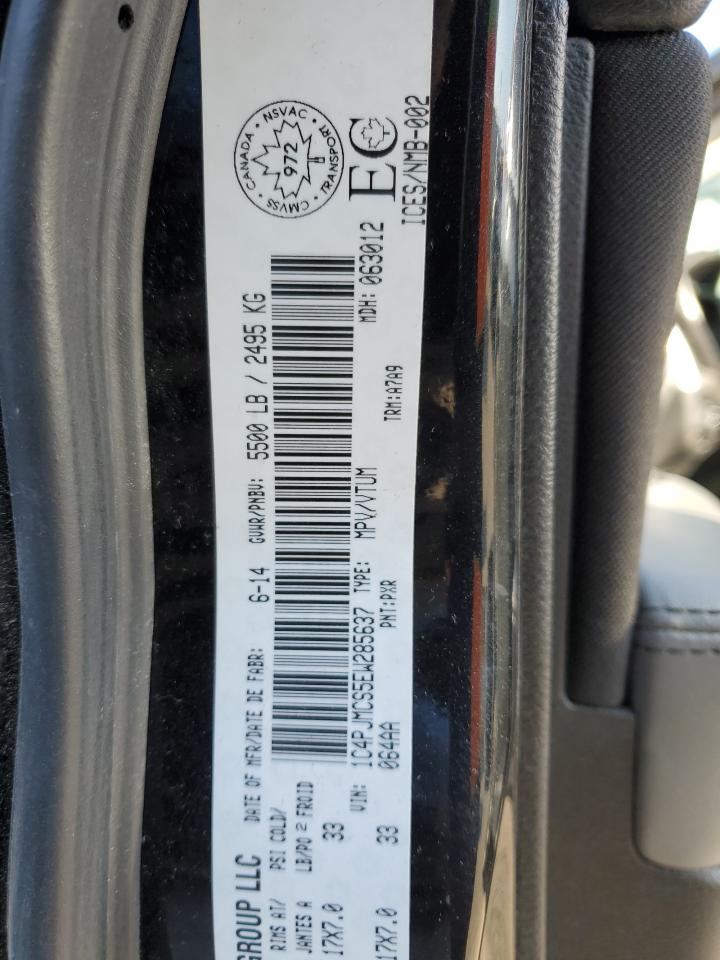 GROUP LLC
DATE OF MFR/DATE DE FABR: 6-14 GVWR/PNBV: 5500 LB / 2495 KG
RIMS AT/ PSI COLD/
JANTES A LB/PO 2 FROID
17X7.0 33
17X7.0 33
VIN: 1C4PJMCS5EW285637 TYPE: MPV/VTUM
064AA PNT:PXR TRM:A7A9
MDH: 063012
CANADA · NSVAC · TRANSPORT · CMVSS
972
EC
ICES/NMB-002